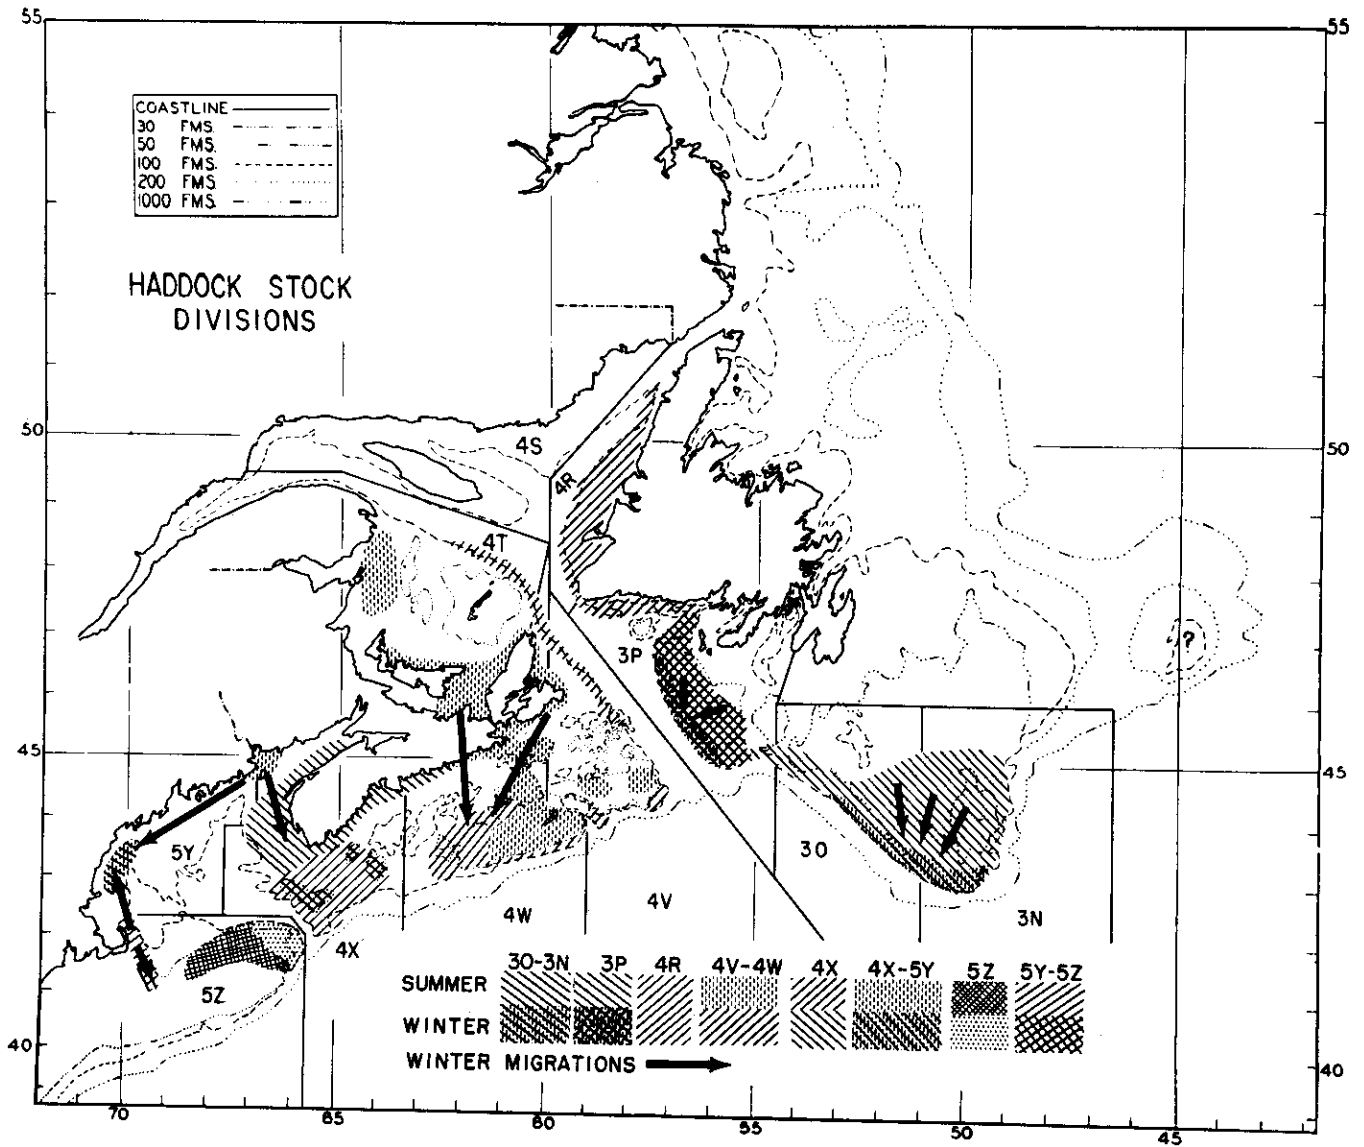 55
55
COASTLINE
30 FMS.
50 FMS.
100 FMS.
200 FMS.
1000 FMS.
HADDOCK STOCK
DIVISIONS
50
50
4S
4R
4T
?
3P
45
45
5Y
3O
4W
4V
3N
4X
5Z
3O-3N 3P 4R 4V-4W 4X 4X-5Y 5Z 5Y-5Z
SUMMER
WINTER
WINTER MIGRATIONS
40
40
70 65 60 55 50 45